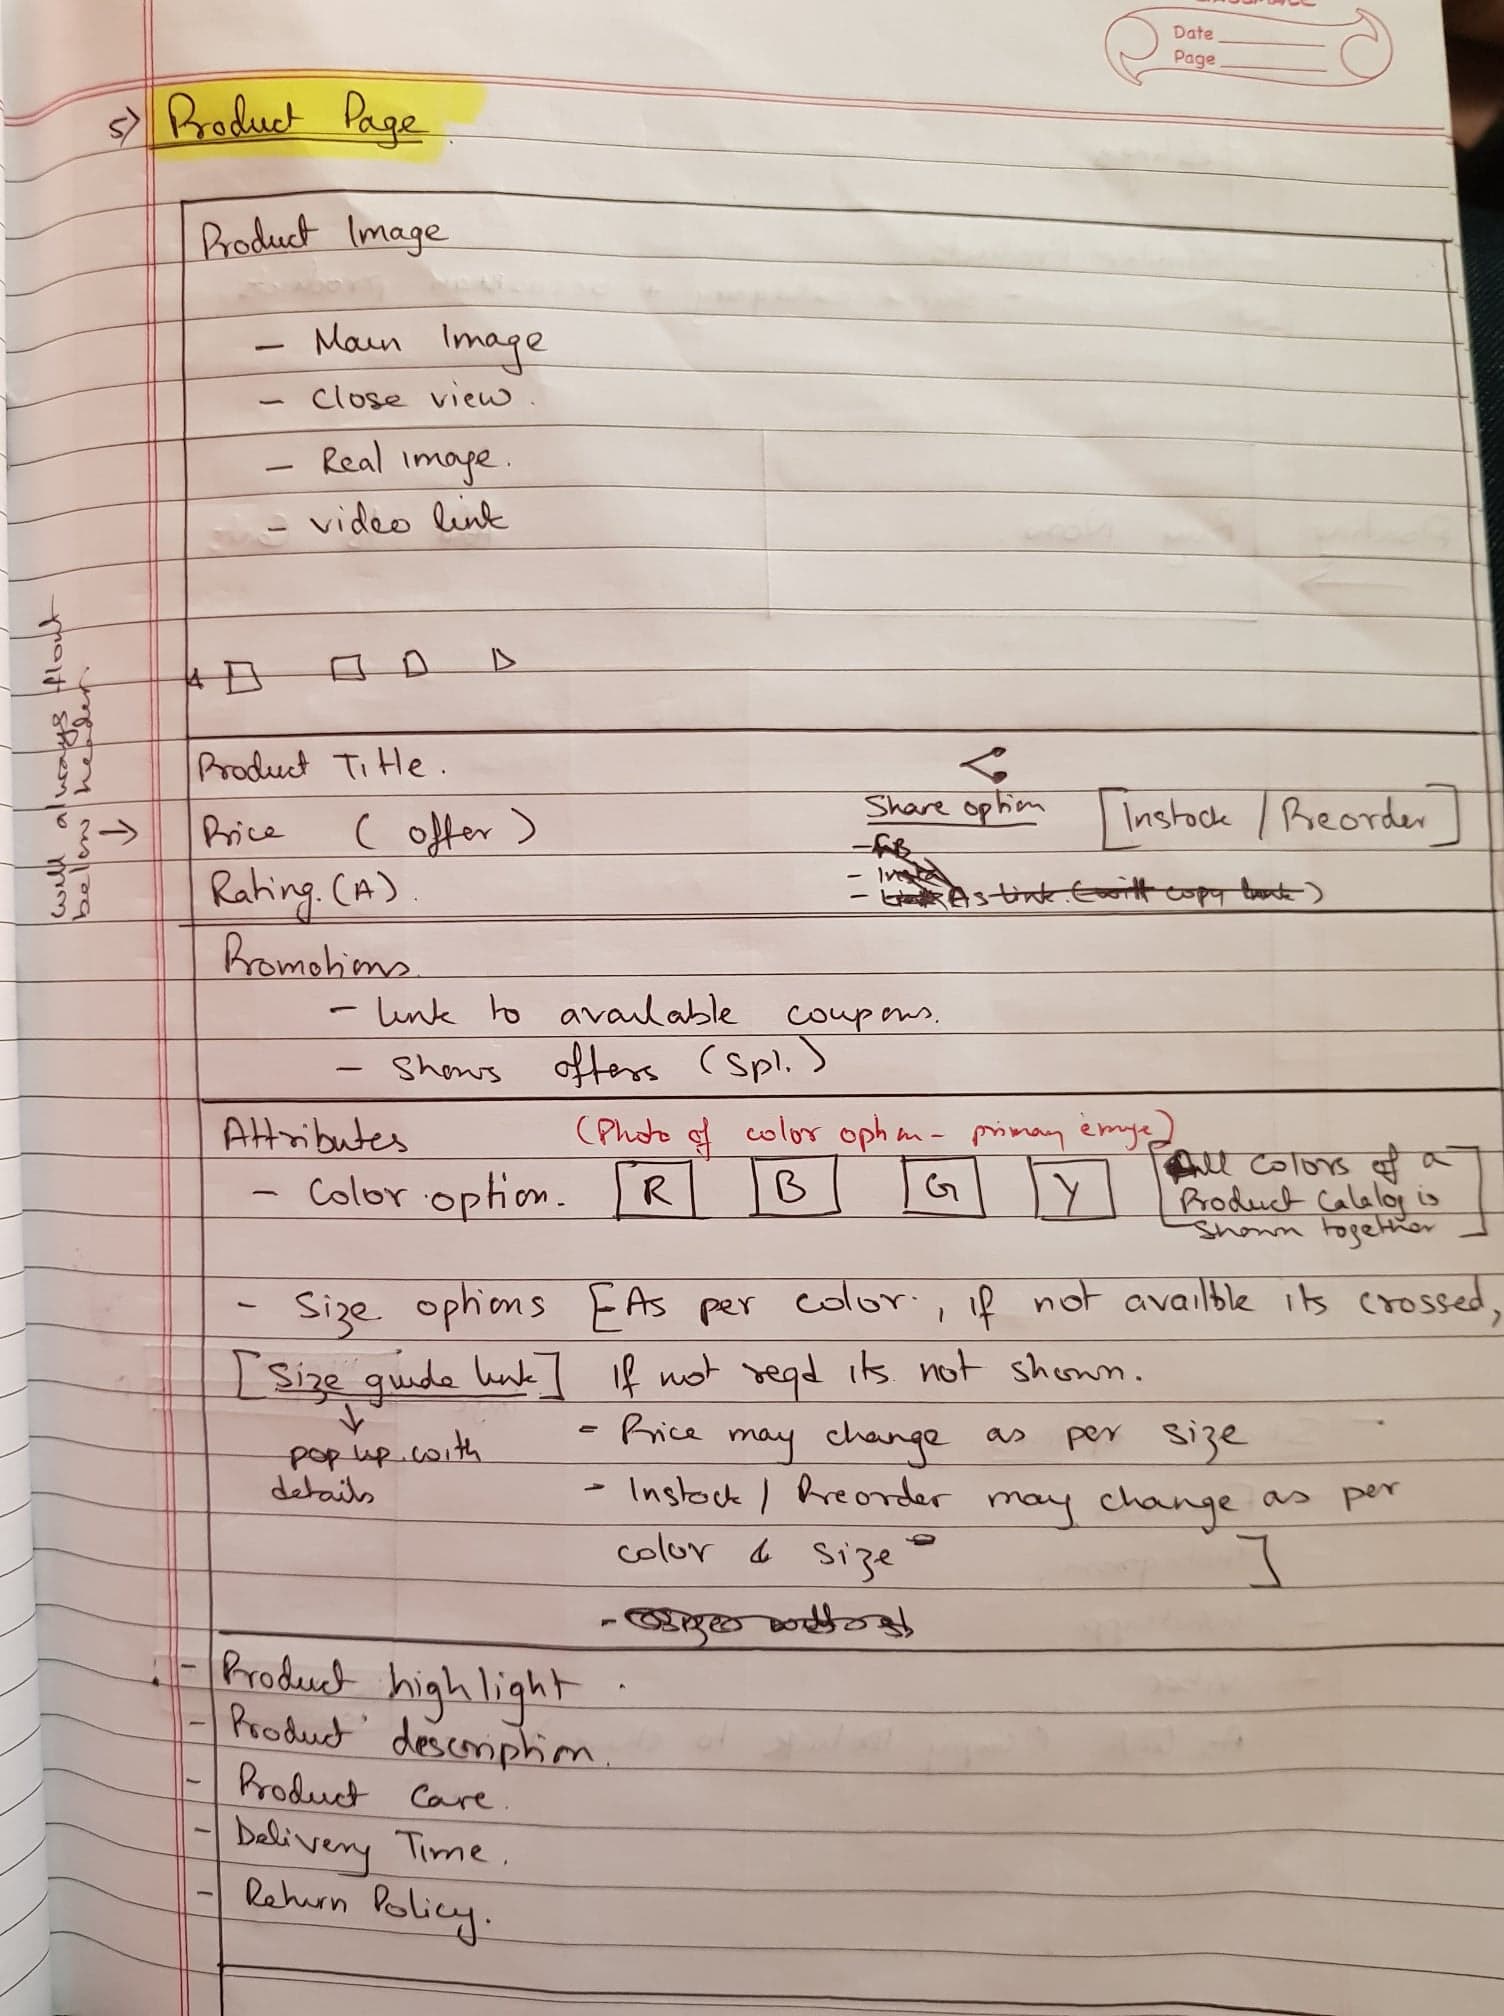 Date
Page
5) Product Page
Product Image
- Main Image
- Close view.
- Real image.
- video link
will always float
below header.
Product Title.
Price ( offer )
Share option
[Instock / Preorder]
Rating. (A).
- FB
- Insta
- As link. (will copy link)
Promotions.
- link to available coupons.
- Shows offers (Spl.)
Attributes (Photo of color option - primary image)
- Color option. R B G Y
[All colors of a
Product Catalog is
shown together]
- Size options [As per color., if not availble its crossed,
[Size guide link] If not reqd its not shown.
↓
pop up with
details
- Price may change as per size
- Instock / Preorder may change as per
color & size ]
- Product highlight.
- Product description.
- Product Care.
- Delivery Time.
- Return Policy.